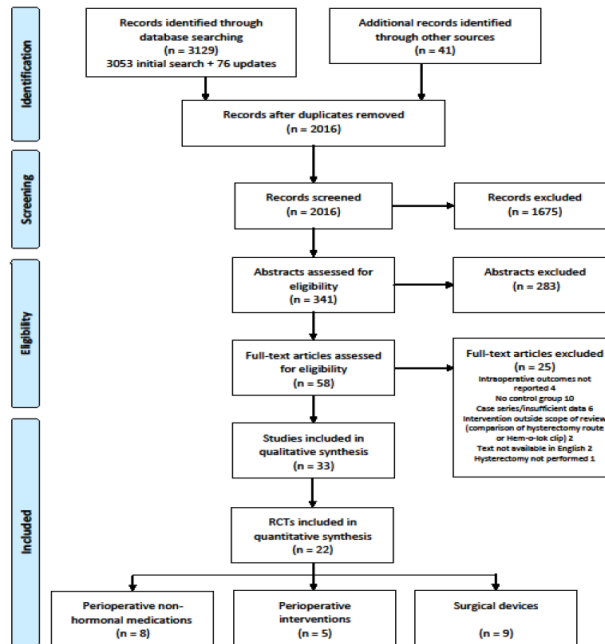 Identification
Records identified through
database searching
(n = 3129)
3053 initial search + 76 updates
Additional records identified
through other sources
(n = 41)
Records after duplicates removed
(n = 2016)
Screening
Records screened
(n = 2016)
Records excluded
(n = 1675)
Eligibility
Abstracts assessed for
eligibility
(n = 341)
Abstracts excluded
(n = 283)
Full-text articles assessed
for eligibility
(n = 58)
Full-text articles excluded
(n = 25)
Intraoperative outcomes not
reported 4
No control group 10
Case series/insufficient data 6
Intervention outside scope of review
(comparison of hysterectomy route
or Hem-o-lok clip) 2
Text not available in English 2
Hysterectomy not performed 1
Included
Studies included in
qualitative synthesis
(n = 33)
RCTs included in
quantitative synthesis
(n = 22)
Perioperative non-
hormonal medications
(n = 8)
Perioperative
interventions
(n = 5)
Surgical devices
(n = 9)